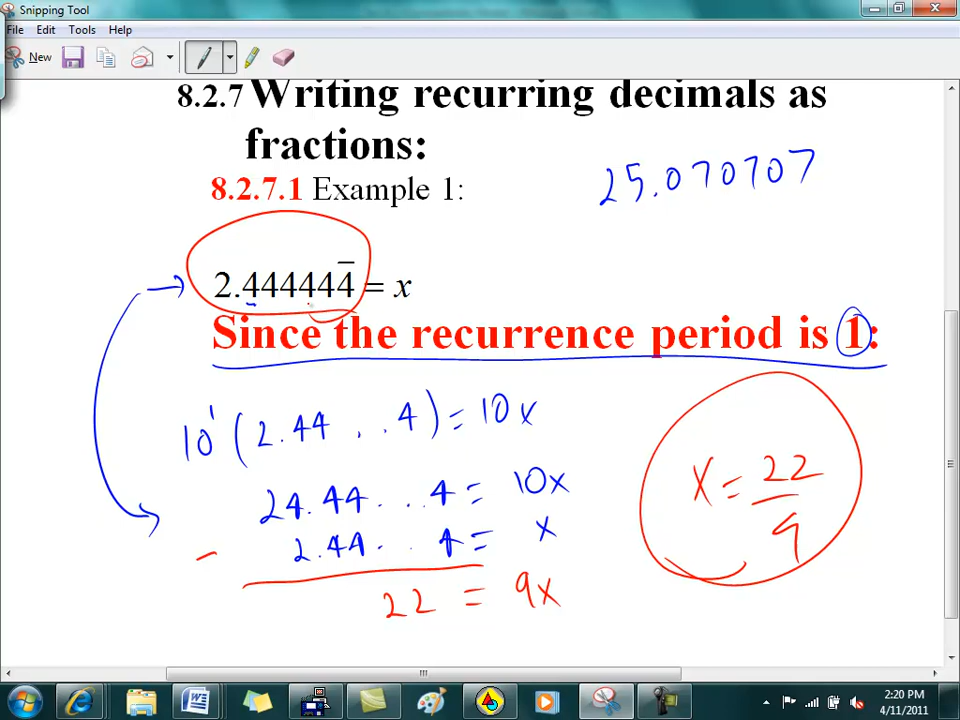 Snipping Tool
File Edit Tools Help
New
8.2.7 Writing recurring decimals as
fractions:
8.2.7.1 Example 1:
25.070707
2.444444̅ = x
Since the recurrence period is 1:
10¹(2.44 . . 4) = 10x
24.44 . . . 4 = 10x
- 2.44 . . . 4 = x
22 = 9x
x = 22/9
2:20 PM
4/11/2011